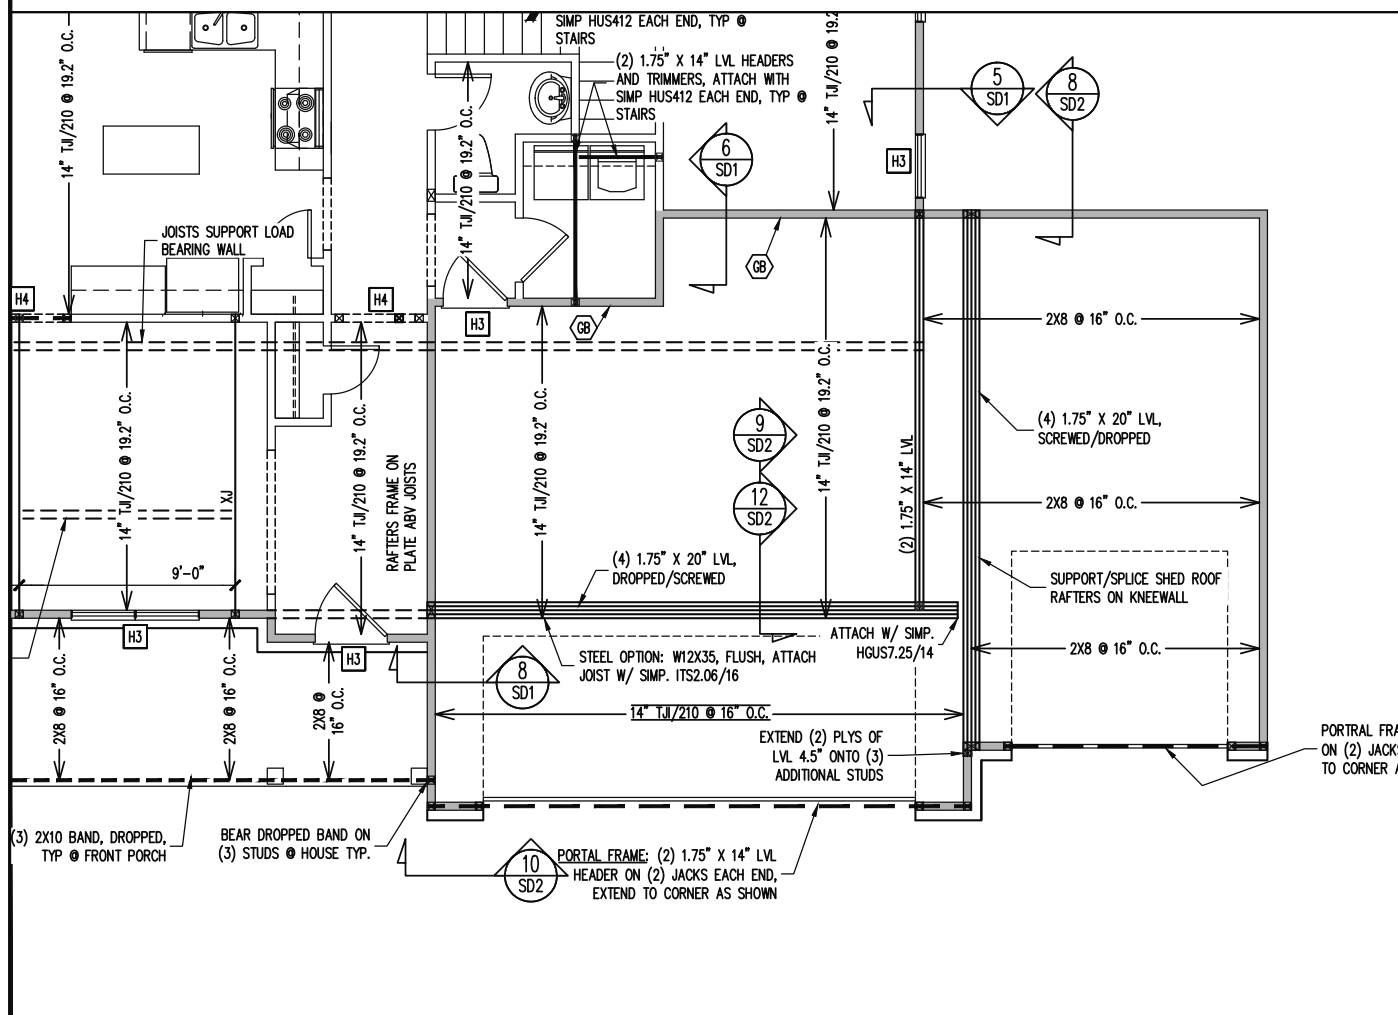 14" TJI/210 @ 19.2" O.C.
SIMP HUS412 EACH END, TYP @
STAIRS
(2) 1.75" X 14" LVL HEADERS
AND TRIMMERS, ATTACH WITH
SIMP HUS412 EACH END, TYP @
STAIRS
14" TJI/210 @ 19.2" O.C.
14" TJI/210 @ 19.2" O.C.
14" TJI/210 @ 19.2
5
SD1
8
SD2
6
SD1
H3
JOISTS SUPPORT LOAD
BEARING WALL
GB
H4
H4
H3
GB
2X8 @ 16" O.C.
14" TJI/210 @ 19.2" O.C.
14" TJI/210 @ 19.2" O.C.
14" TJI/210 @ 19.2" O.C.
14" TJI/210 @ 19.2" O.C.
RAFTERS FRAME ON
PLATE ABV JOISTS
XJ
9'-0"
9
SD2
12
SD2
(2) 1.75" X 14" LVL
(4) 1.75" X 20" LVL,
SCREWED/DROPPED
2X8 @ 16" O.C.
(4) 1.75" X 20" LVL,
DROPPED/SCREWED
SUPPORT/SPLICE SHED ROOF
RAFTERS ON KNEEWALL
H3
H3
ATTACH W/ SIMP.
HGUS7.25/14
2X8 @ 16" O.C.
STEEL OPTION: W12X35, FLUSH, ATTACH
JOIST W/ SIMP. ITS2.06/16
8
SD1
2X8 @ 16" O.C.
2X8 @ 16" O.C.
2X8 @
16" O.C.
14" TJI/210 @ 16" O.C.
EXTEND (2) PLYS OF
LVL 4.5" ONTO (3)
ADDITIONAL STUDS
PORTRAL FRA
ON (2) JACKS
TO CORNER A
(3) 2X10 BAND, DROPPED,
TYP @ FRONT PORCH
BEAR DROPPED BAND ON
(3) STUDS @ HOUSE TYP.
10
SD2
PORTAL FRAME: (2) 1.75" X 14" LVL
HEADER ON (2) JACKS EACH END,
EXTEND TO CORNER AS SHOWN